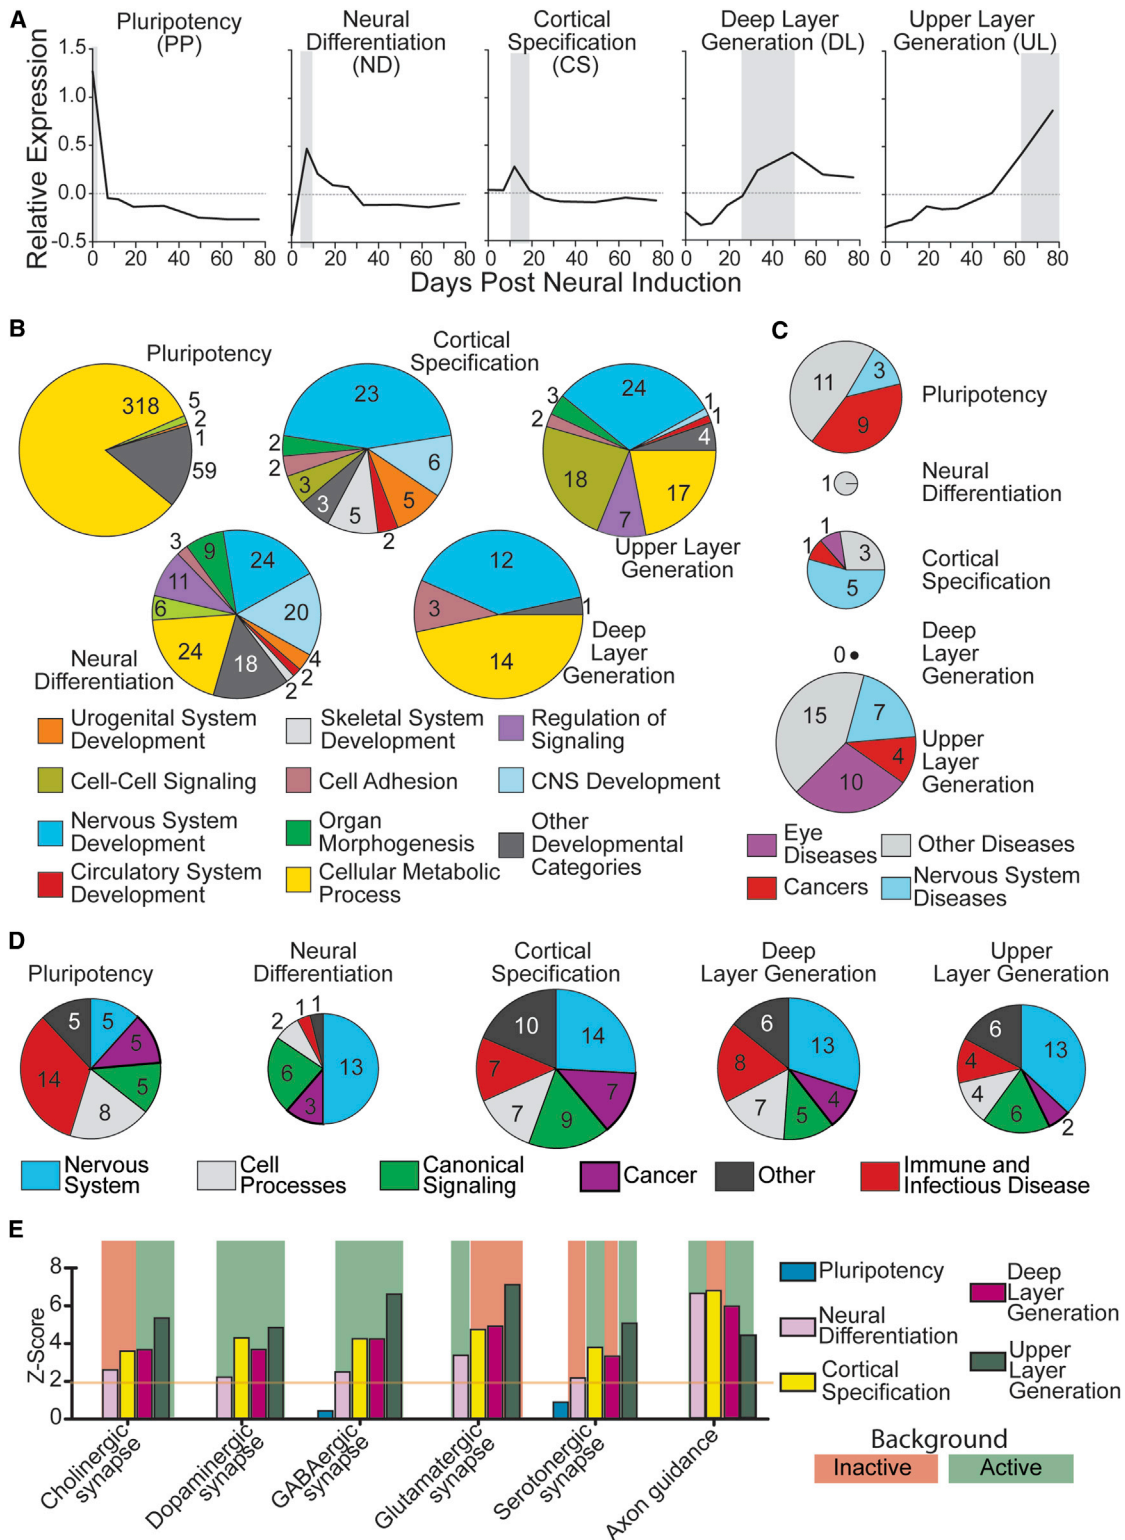 A
Pluripotency
(PP)
Neural
Differentiation
(ND)
Cortical
Specification
(CS)
Deep Layer
Generation (DL)
Upper Layer
Generation (UL)
Relative Expression
1.5
1.0
0.5
0.0
-0.5
0 20 40 60 80
0 20 40 60 80
0 20 40 60 80
0 20 40 60 80
0 20 40 60 80
Days Post Neural Induction
B
Pluripotency
318
5
2
1
59
Cortical
Specification
23
6
5
2
5
3
3
2
2
Upper Layer
Generation
24
1
1
4
17
7
18
2
3
Neural
Differentiation
24
20
4
2
2
18
24
6
11
3
9
Deep
Layer
Generation
12
1
14
3
Urogenital System
Development
Cell-Cell Signaling
Nervous System
Development
Circulatory System
Development
Skeletal System
Development
Cell Adhesion
Organ
Morphogenesis
Cellular Metabolic
Process
Regulation of
Signaling
CNS Development
Other
Developmental
Categories
C
11
3
9
Pluripotency
1
Neural
Differentiation
1
1
3
5
Cortical
Specification
0
Deep
Layer
Generation
15
7
4
10
Upper
Layer
Generation
Eye
Diseases
Other Diseases
Cancers
Nervous System
Diseases
D
Pluripotency
5
5
5
8
14
5
Neural
Differentiation
13
3
6
2
1
1
Cortical
Specification
14
7
9
7
7
10
Deep
Layer Generation
13
4
5
7
8
6
Upper
Layer Generation
13
2
6
4
4
6
Nervous
System
Cell
Processes
Canonical
Signaling
Cancer
Other
Immune and
Infectious Disease
E
Z-Score
8
6
4
2
0
Cholinergic
synapse
Dopaminergic
synapse
GABAergic
synapse
Glutamatergic
synapse
Serotonergic
synapse
Axon guidance
Pluripotency
Neural
Differentiation
Cortical
Specification
Deep
Layer
Generation
Upper
Layer
Generation
Background
Inactive
Active